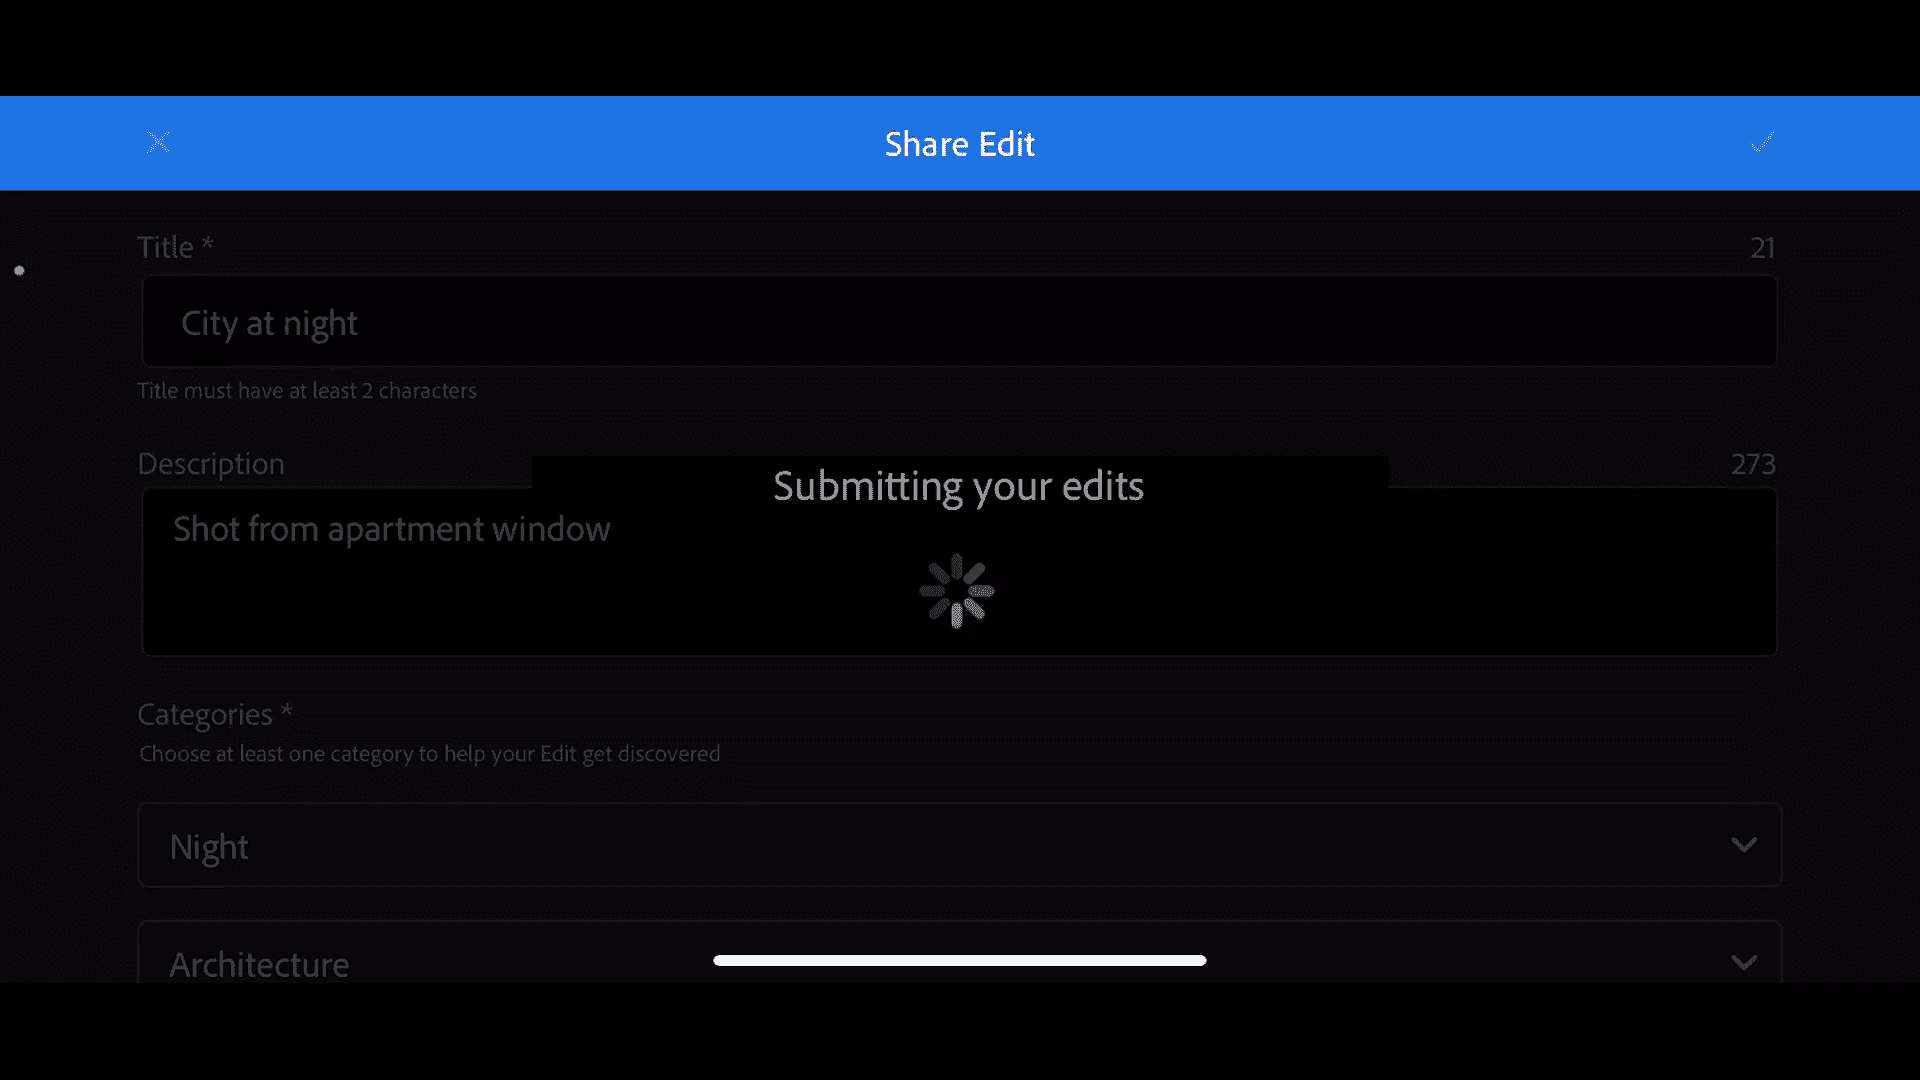 Share Edit
Title * 21
City at night
Title must have at least 2 characters
Description 273
Submitting your edits
Shot from apartment window
Categories *
Choose at least one category to help your Edit get discovered
Night
Architecture